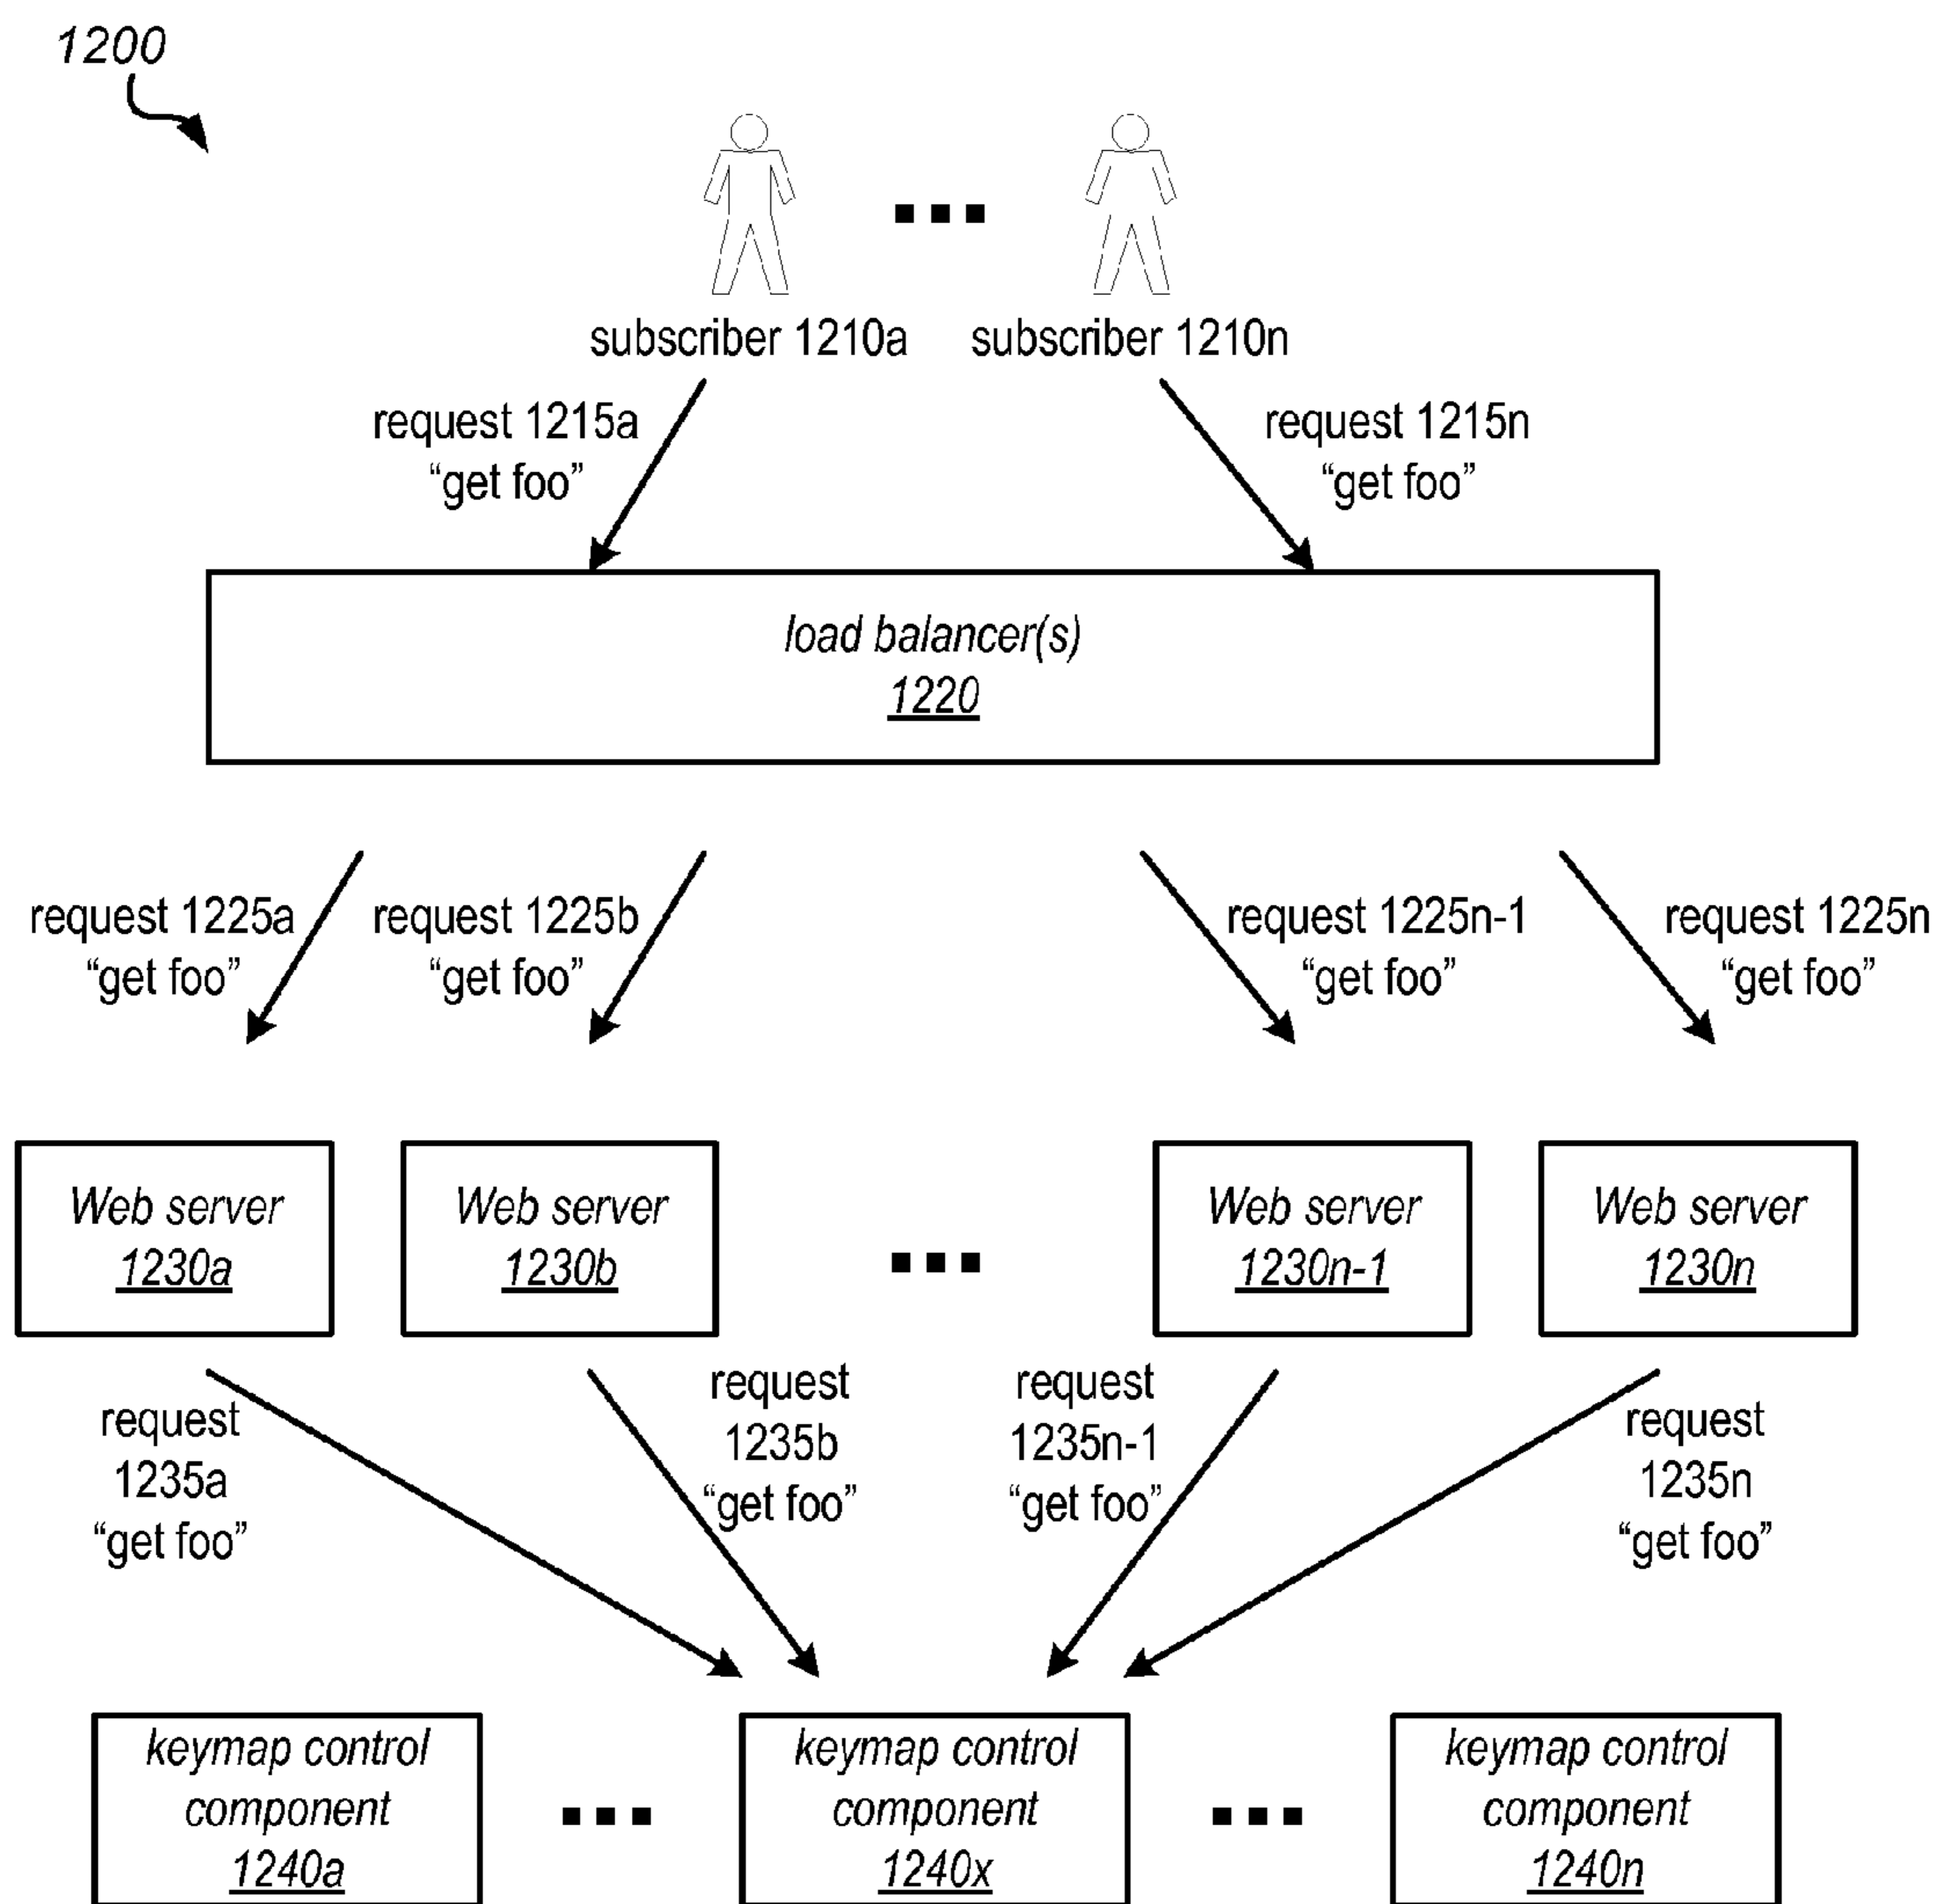 1200
subscriber 1210a
subscriber 1210n
request 1215a
“get foo”
request 1215n
“get foo”
load balancer(s)
1220
request 1225a
“get foo”
request 1225b
“get foo”
request 1225n-1
“get foo”
request 1225n
“get foo”
Web server
1230a
Web server
1230b
Web server
1230n-1
Web server
1230n
request
1235a
“get foo”
request
1235b
“get foo”
request
1235n-1
“get foo”
request
1235n
“get foo”
keymap control
component
1240a
keymap control
component
1240x
keymap control
component
1240n